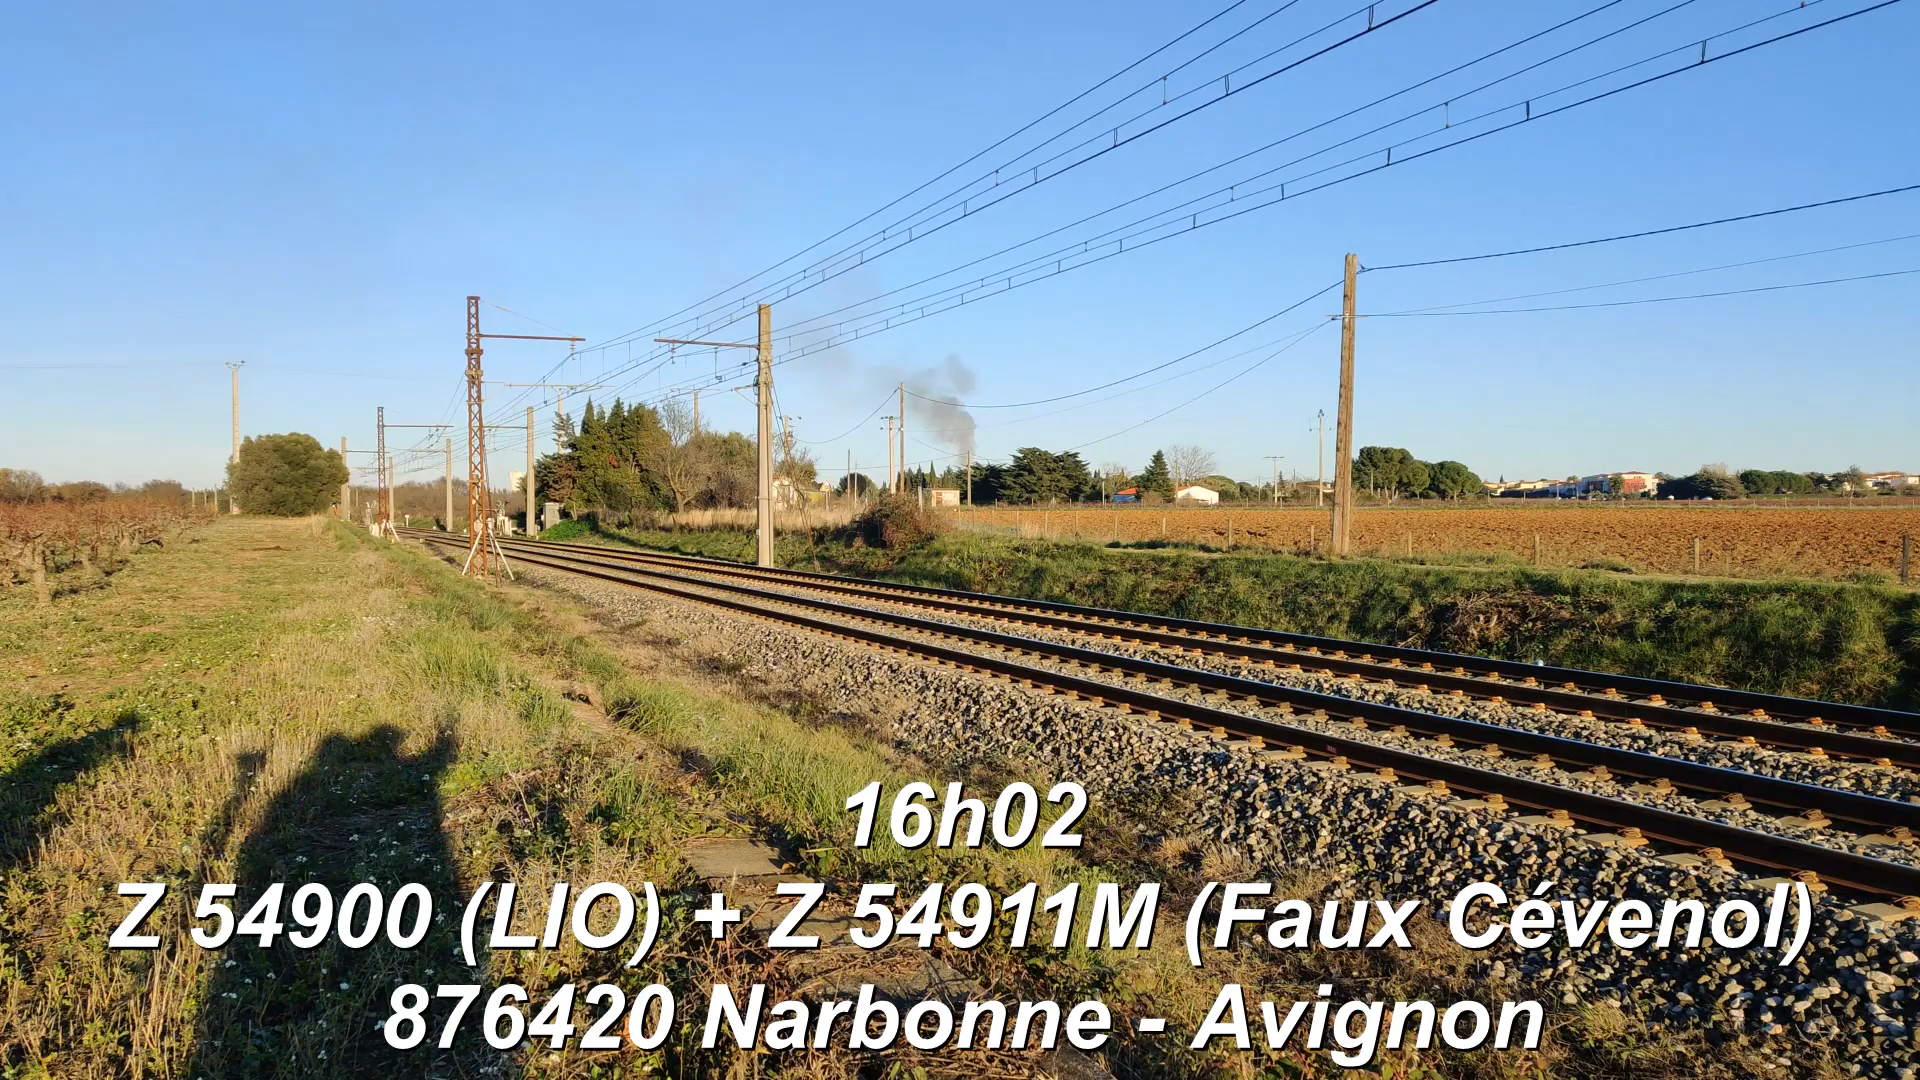 16h02
Z 54900 (LIO) + Z 54911M (Faux Cévenol)
876420 Narbonne - Avignon